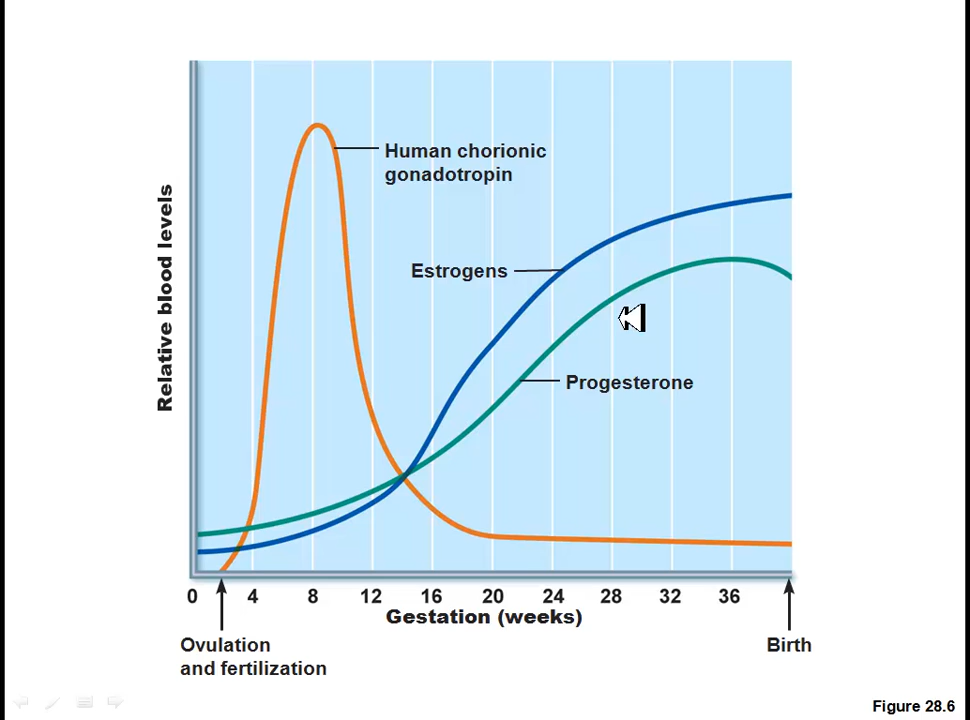 Human chorionic
gonadotropin
Estrogens
Progesterone
Relative blood levels
0 4 8 12 16 20 24 28 32 36
Gestation (weeks)
Ovulation
and fertilization
Birth
Figure 28.6